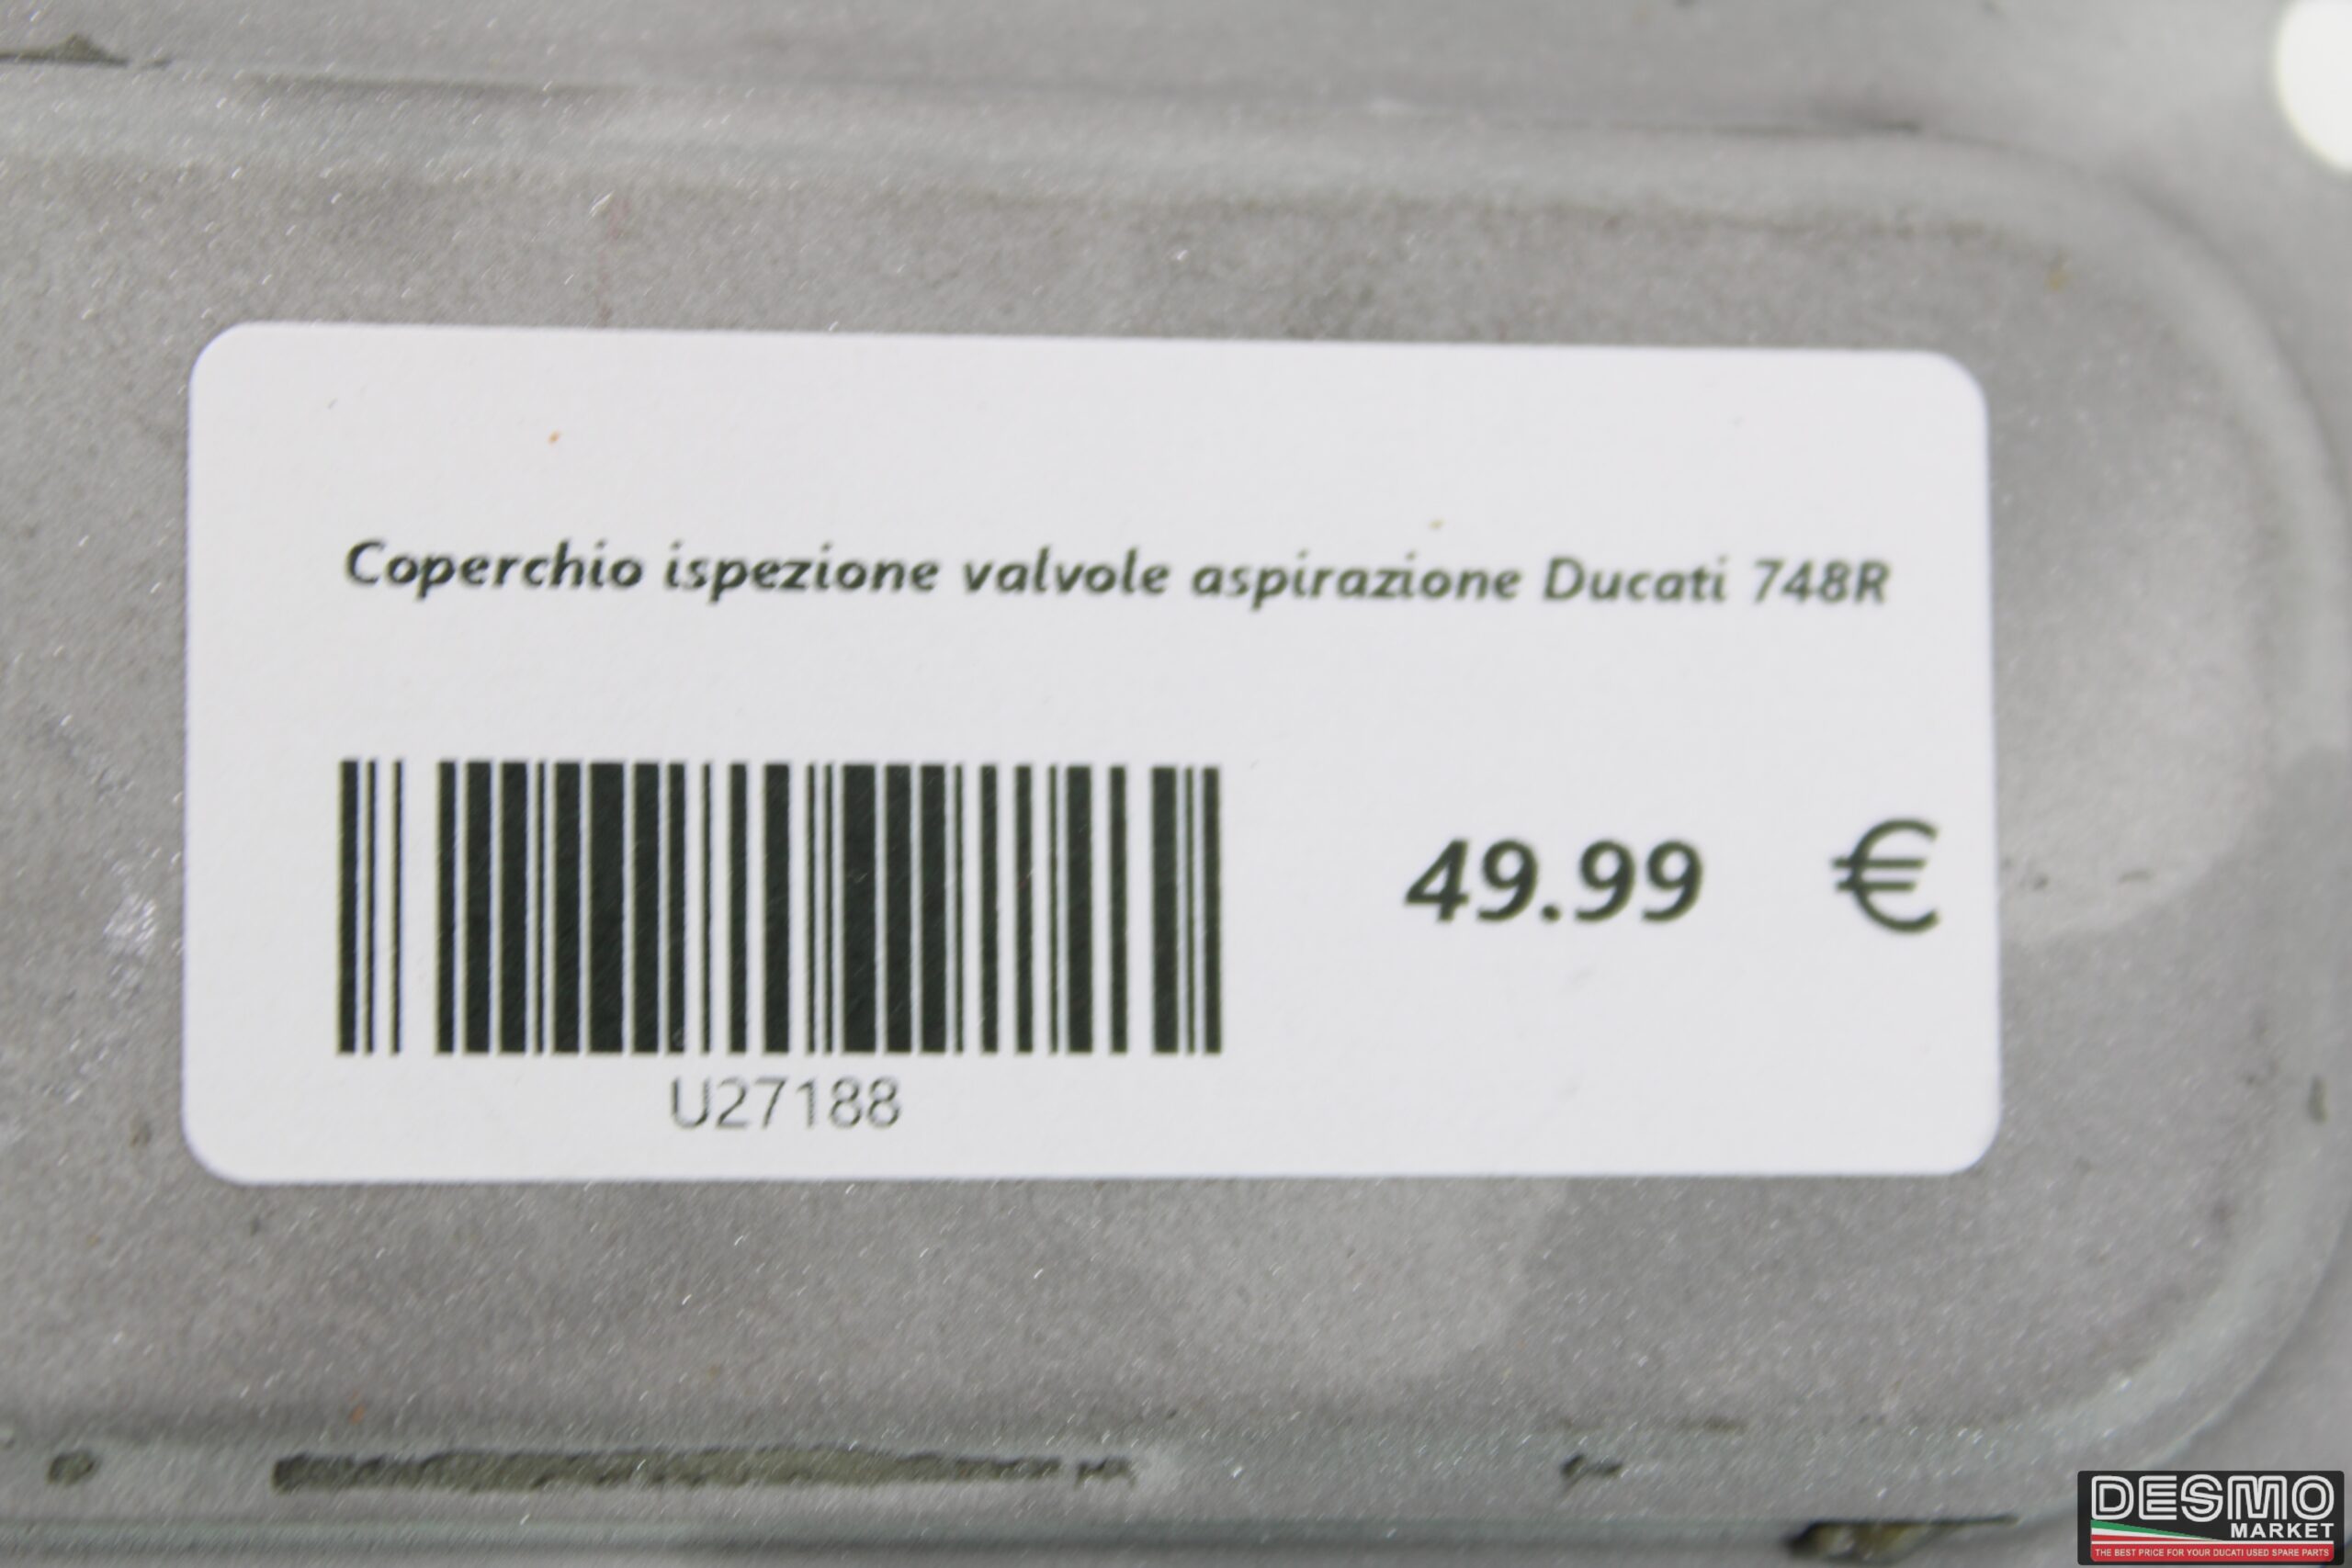 Coperchio ispezione valvole aspirazione Ducati 748R
49.99 €
U27188
DESMO
MARKET
THE BEST PRICE FOR YOUR DUCATI USED SPARE PARTS